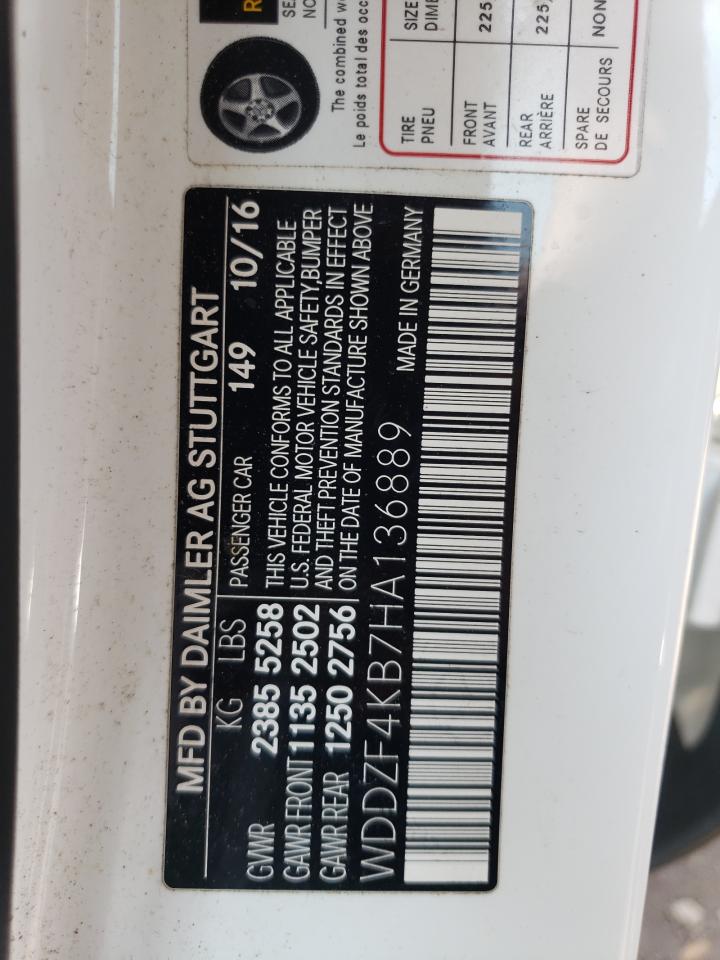 MFD BY DAIMLER AG STUTTGART
KG LBS
GVWR 2385 5258
GAWR FRONT 1135 2502
GAWR REAR 1250 2756
PASSENGER CAR 149 10/16
THIS VEHICLE CONFORMS TO ALL APPLICABLE
U.S. FEDERAL MOTOR VEHICLE SAFETY,BUMPER
AND THEFT PREVENTION STANDARDS IN EFFECT
ON THE DATE OF MANUFACTURE SHOWN ABOVE
WDDZF4KB7HA136889 MADE IN GERMANY
The combined
Le poids total des
TIRE SIZE
PNEU
FRONT 225
AVANT
REAR 225
ARRIÈRE
SPARE
DE SECOURS